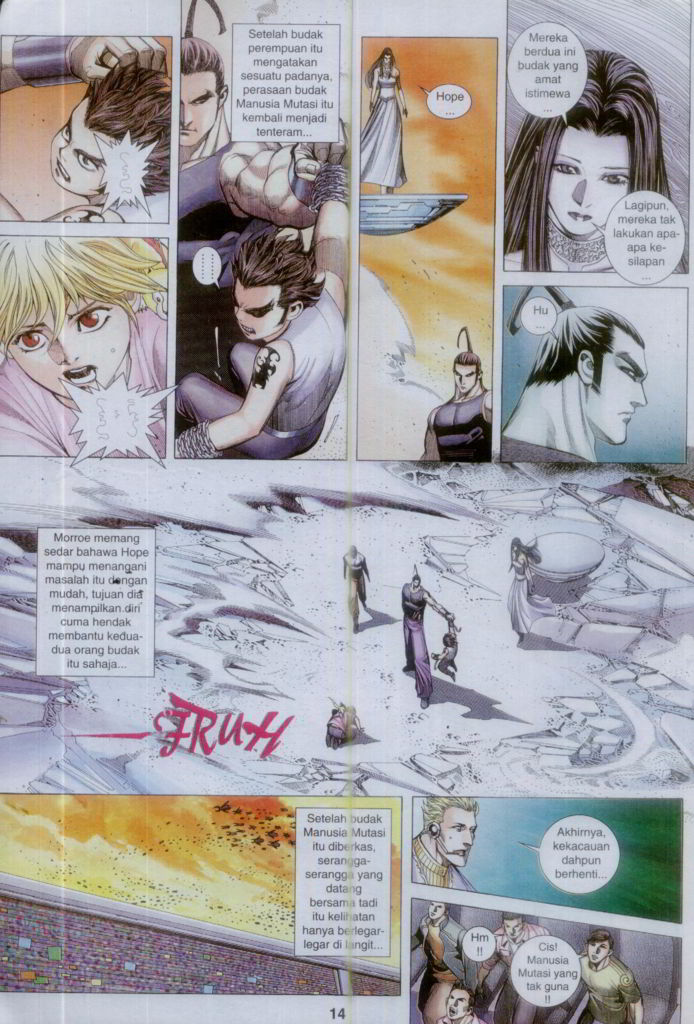 Setelah budak
perempuan itu
mengatakan
sesuatu padanya,
perasaan budak
Manusia Mutasi itu
kembali menjadi
tenteram...
Hope
...
Mereka
berdua ini
budak yang
amat
istimewa
...
Lagipun,
mereka tak
lakukan apa-
apa ke-
silapan
...
Hu
...
Morroe memang
sedar bahawa Hope
mampu menangani
masalah itu dengan
mudah, tujuan dia
menampilkan diri
cuma hendak
membantu kedua-
dua orang budak
itu sahaja...
FRUH
Setelah budak
Manusia Mutasi
itu diberkas,
serangga-
serangga yang
datang
bersama tadi
itu kelihatan
hanya berlegar-
legar di langit...
Akhirnya,
kekacauan
dahpun
berhenti...
Hm
!!
Cis!
Manusia
Mutasi yang
tak guna
!!
14